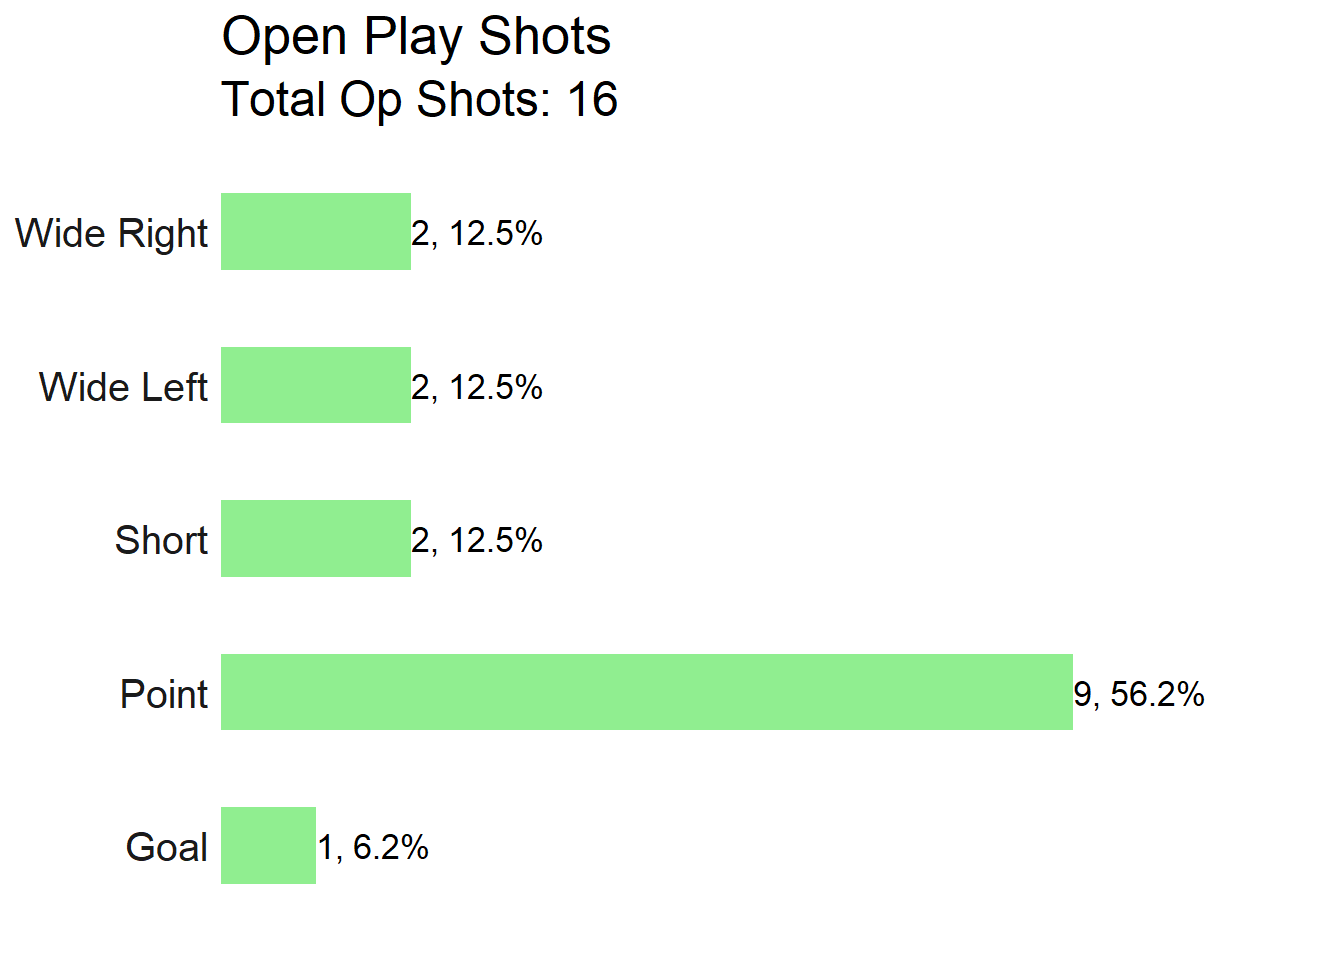 Open Play Shots
Total Op Shots: 16
Wide Right 2, 12.5%
Wide Left 2, 12.5%
Short 2, 12.5%
Point 9, 56.2%
Goal 1, 6.2%